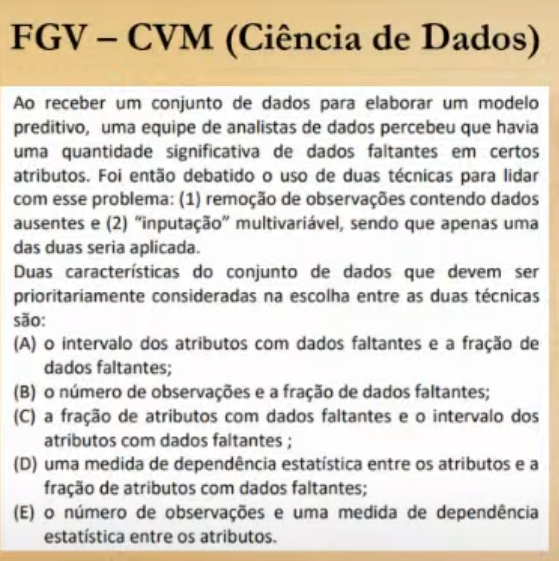 FGV – CVM (Ciência de Dados)
Ao receber um conjunto de dados para elaborar um modelo
preditivo, uma equipe de analistas de dados percebeu que havia
uma quantidade significativa de dados faltantes em certos
atributos. Foi então debatido o uso de duas técnicas para lidar
com esse problema: (1) remoção de observações contendo dados
ausentes e (2) “inputação” multivariável, sendo que apenas uma
das duas seria aplicada.
Duas características do conjunto de dados que devem ser
prioritariamente consideradas na escolha entre as duas técnicas
são:
(A) o intervalo dos atributos com dados faltantes e a fração de
dados faltantes;
(B) o número de observações e a fração de dados faltantes;
(C) a fração de atributos com dados faltantes e o intervalo dos
atributos com dados faltantes ;
(D) uma medida de dependência estatística entre os atributos e a
fração de atributos com dados faltantes;
(E) o número de observações e uma medida de dependência
estatística entre os atributos.